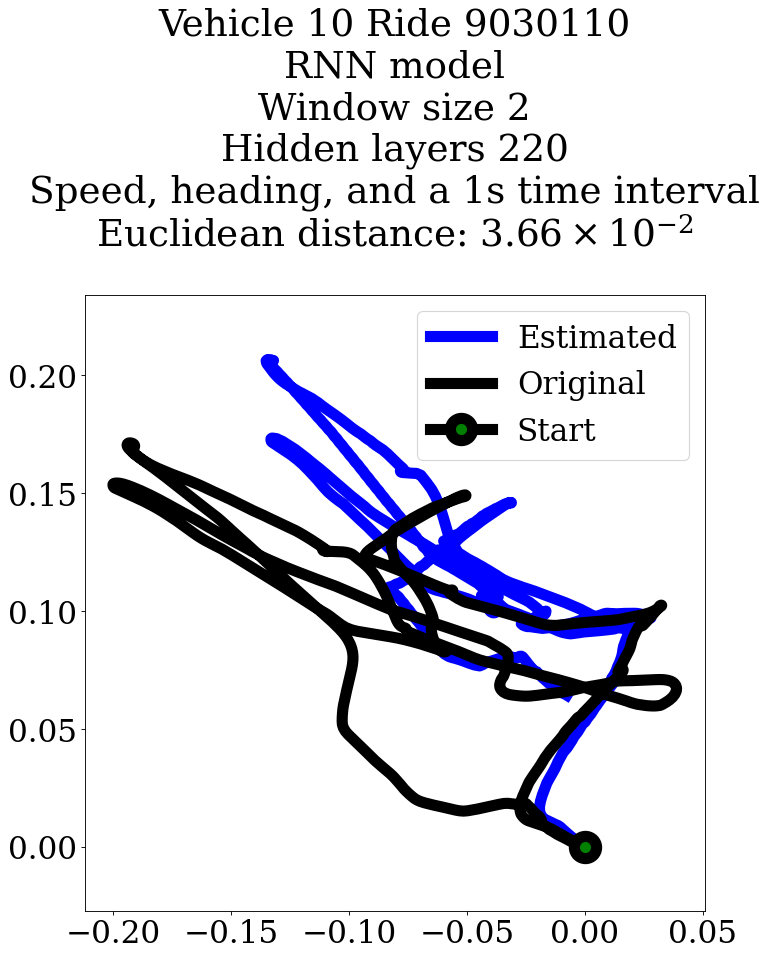 Vehicle 10 Ride 9030110
RNN model
Window size 2
Hidden layers 220
Speed, heading, and a 1s time interval
Euclidean distance: 3.66 × 10⁻²
Estimated
Original
Start
0.20
0.15
0.10
0.05
0.00
−0.20 −0.15 −0.10 −0.05 0.00 0.05